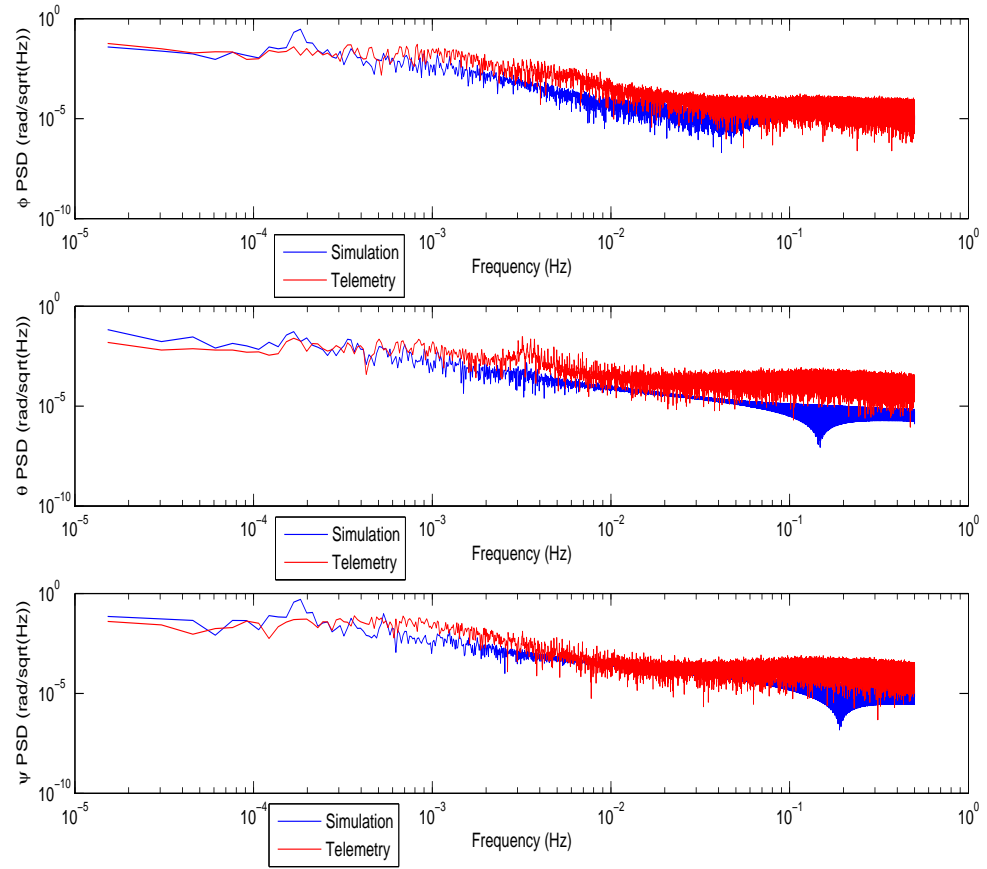 10^0
10^-5
10^-10
φ PSD (rad/sqrt(Hz))
10^-5 10^-4 10^-3 10^-2 10^-1 10^0
Frequency (Hz)
Simulation
Telemetry
10^0
10^-5
10^-10
θ PSD (rad/sqrt(Hz))
10^-5 10^-4 10^-3 10^-2 10^-1 10^0
Frequency (Hz)
Simulation
Telemetry
10^0
10^-5
10^-10
ψ PSD (rad/sqrt(Hz))
10^-5 10^-4 10^-3 10^-2 10^-1 10^0
Frequency (Hz)
Simulation
Telemetry